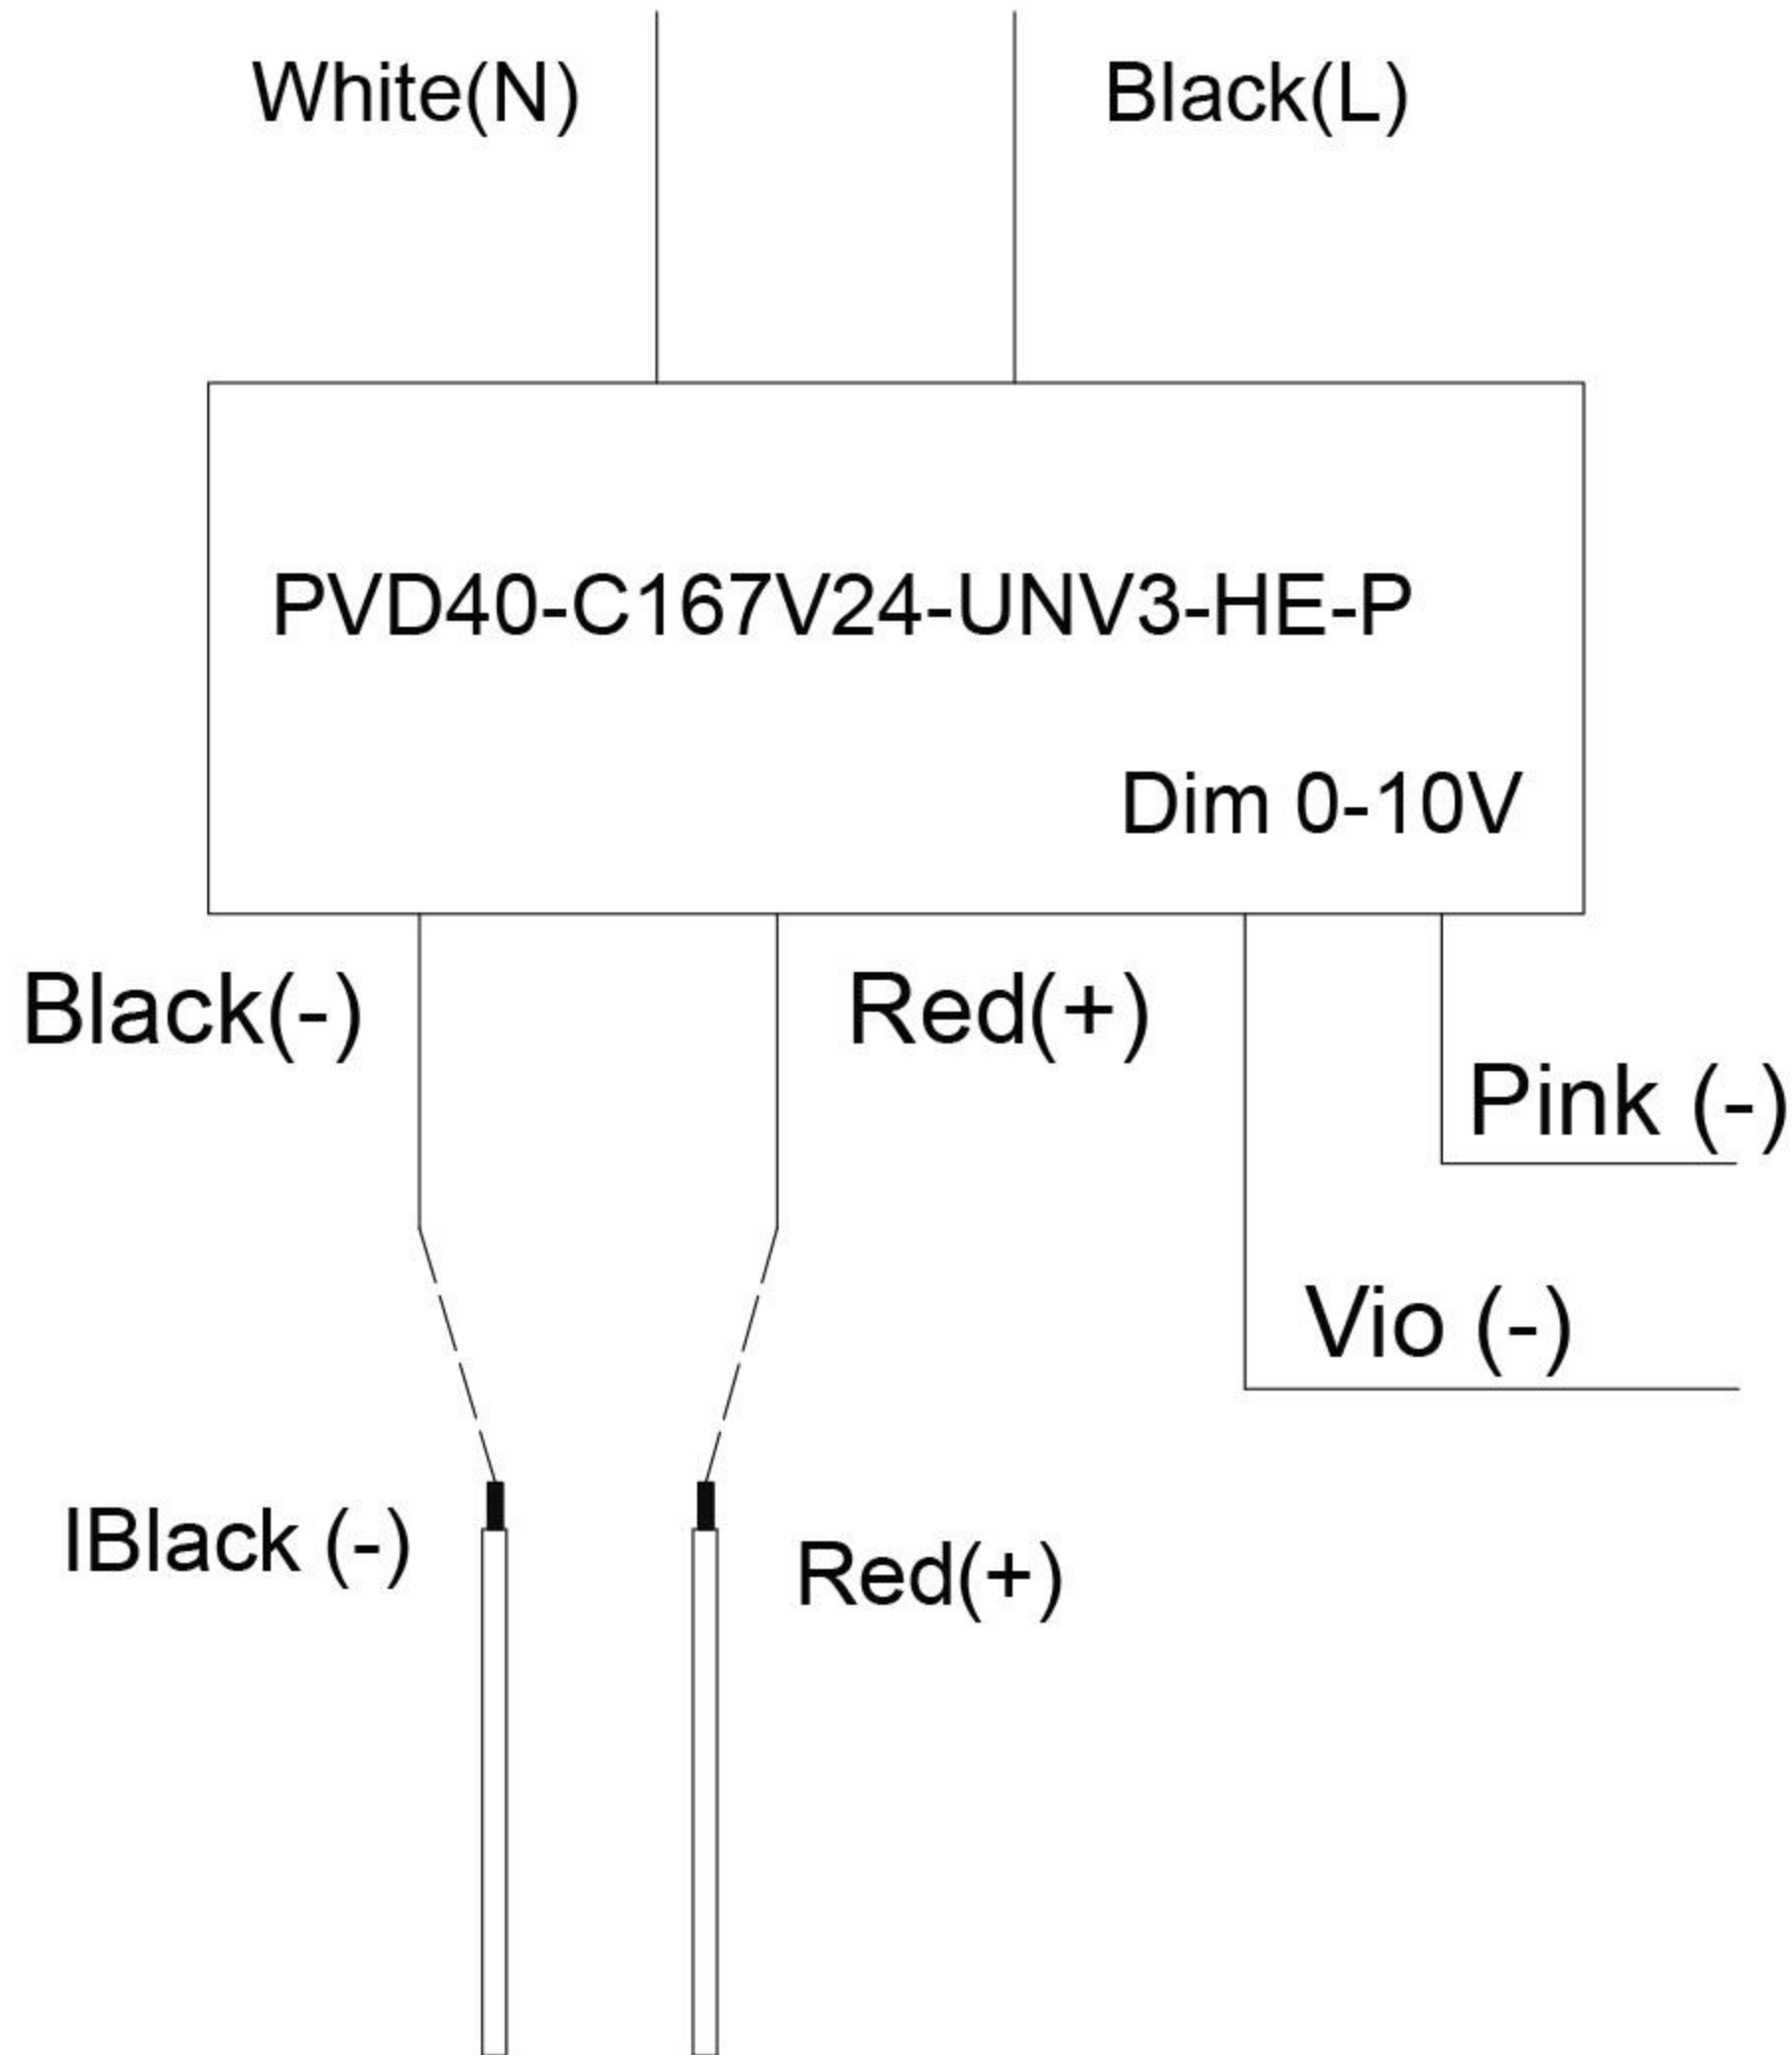 White(N)
Black(L)
PVD40-C167V24-UNV3-HE-P
Dim 0-10V
Black(-)
Red(+)
Pink (-)
Vio (-)
IBlack (-)
Red(+)